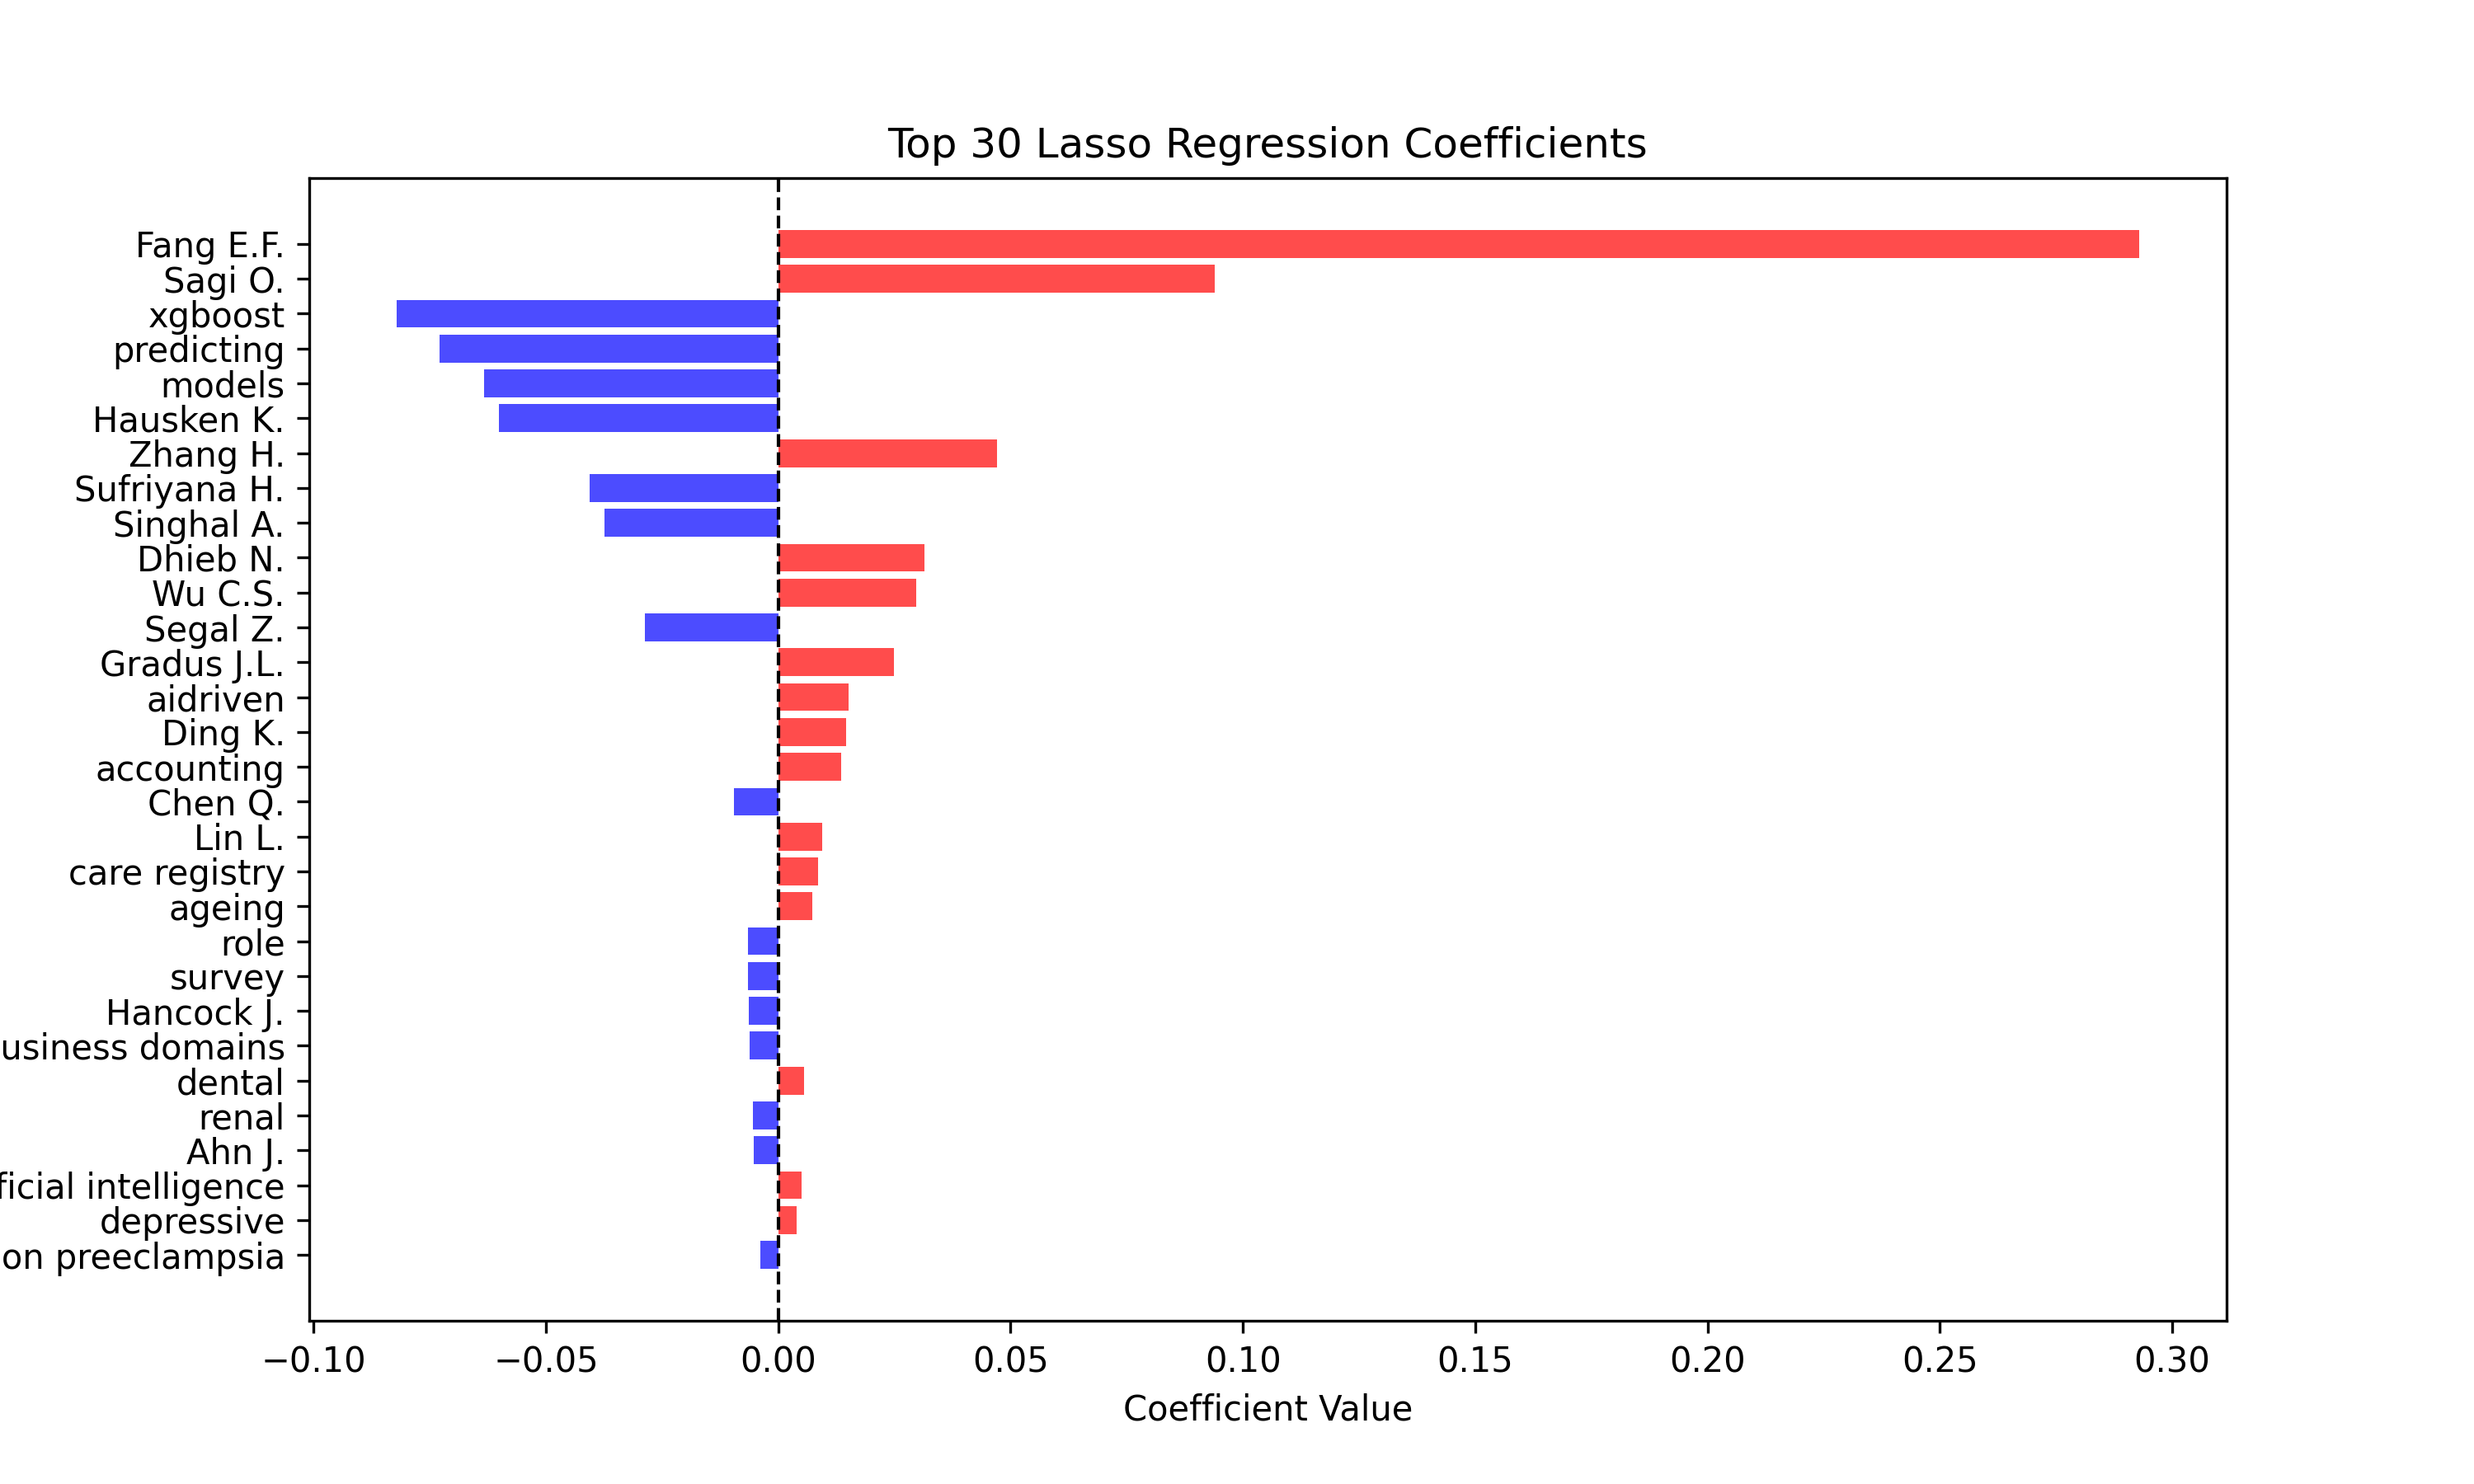 Top 30 Lasso Regression Coefficients
Fang E.F.
Sagi O.
xgboost
predicting
models
Hausken K.
Zhang H.
Sufriyana H.
Singhal A.
Dhieb N.
Wu C.S.
Segal Z.
Gradus J.L.
aidriven
Ding K.
accounting
Chen Q.
Lin L.
care registry
ageing
role
survey
Hancock J.
usiness domains
dental
renal
Ahn J.
ficial intelligence
depressive
on preeclampsia
−0.10 −0.05 0.00 0.05 0.10 0.15 0.20 0.25 0.30
Coefficient Value